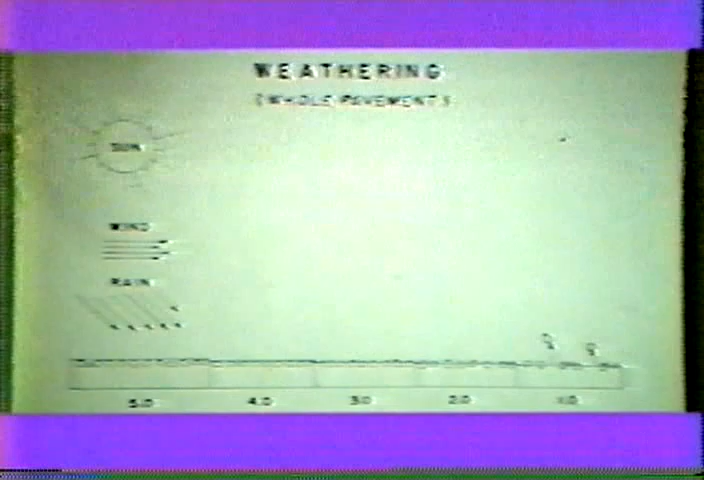 WEATHERING
(WHOLE PAVEMENT)
SUN
WIND
RAIN
5.0 4.0 3.0 2.0 1.0